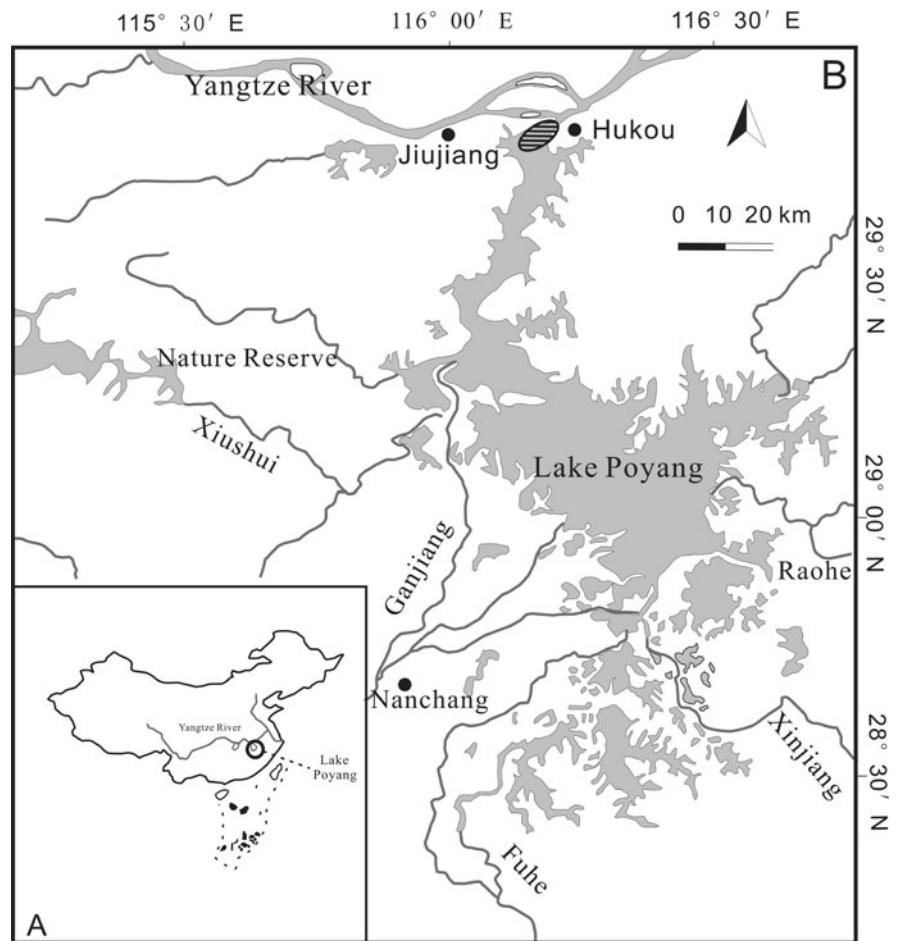 115° 30′ E
116° 00′ E
116° 30′ E
B
Yangtze River
Jiujiang
Hukou
0 10 20 km
29° 30′ N
Nature Reserve
Xiushui
Lake Poyang
29° 00′ N
Ganjiang
Raohe
Nanchang
Xinjiang
28° 30′ N
Fuhe
Yangtze River
Lake
Poyang
A